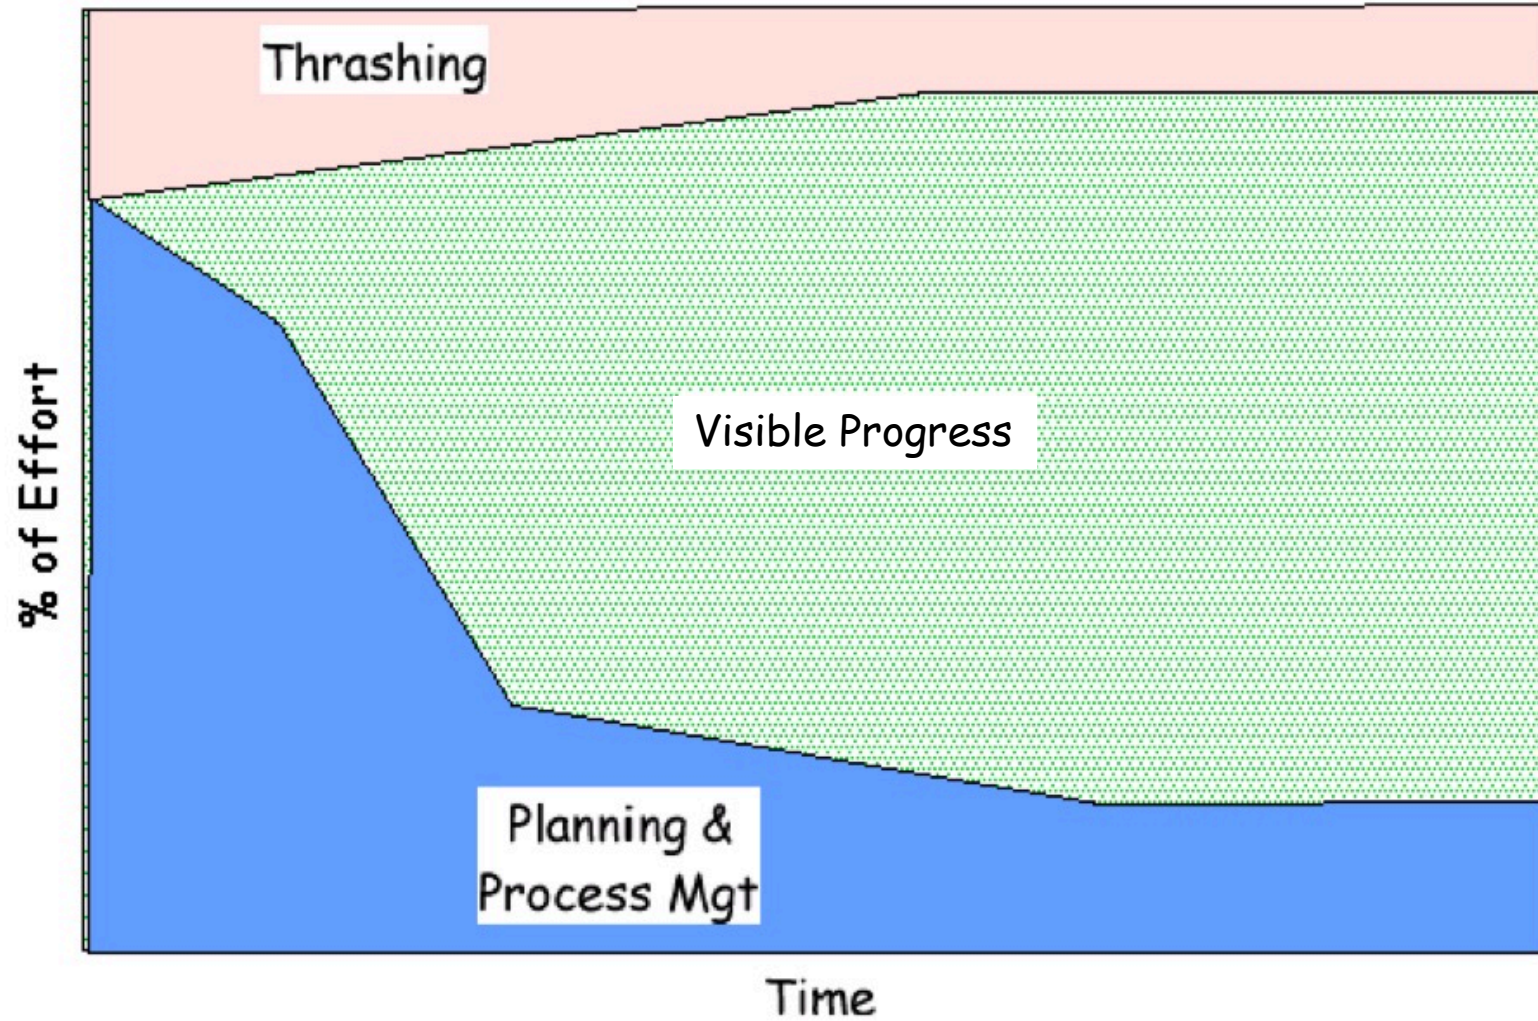 Thrashing
Visible Progress
% of Effort
Planning &
Process Mgt
Time